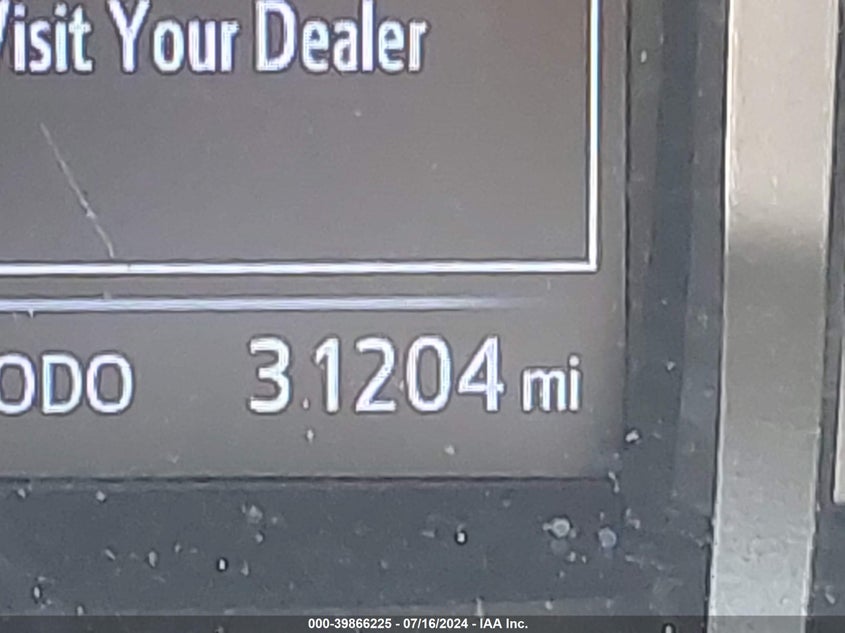 Visit Your Dealer
ODO 31204 mi
000-39866225 - 07/16/2024 - IAA Inc.